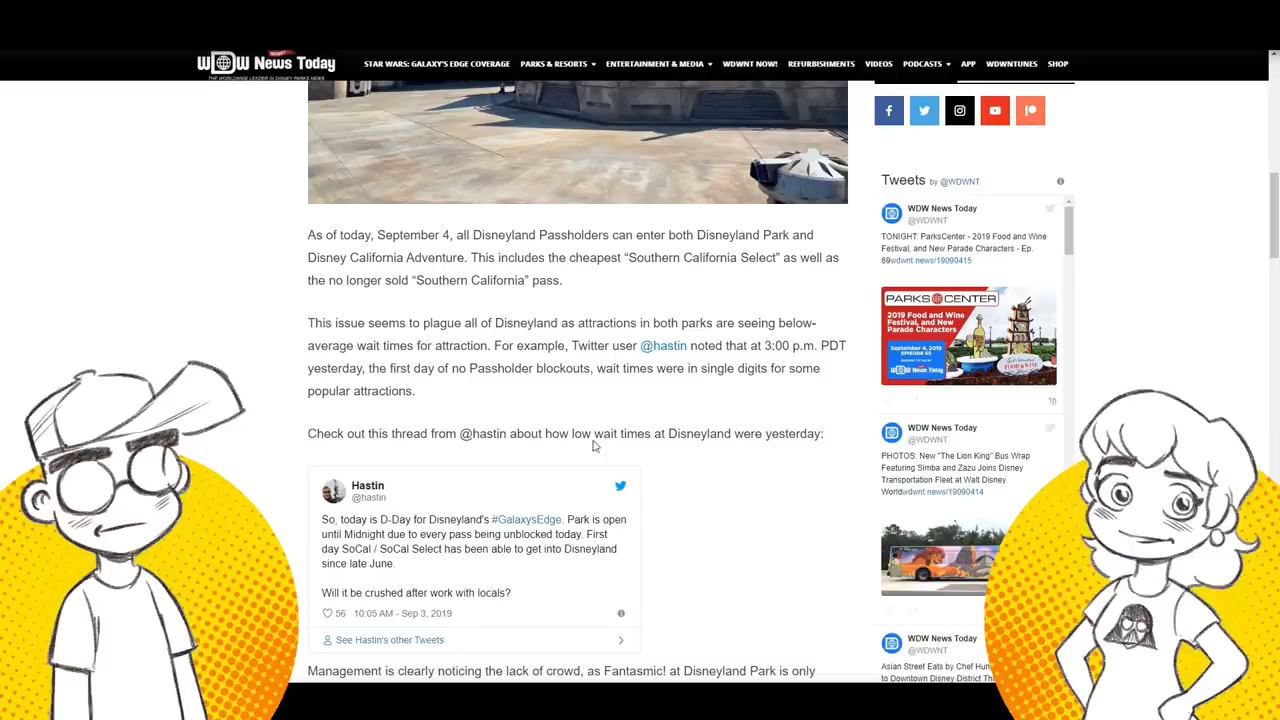 WDW News Today
THE WORLDWIDE LEADER IN DISNEY PARKS NEWS
STAR WARS: GALAXY'S EDGE COVERAGE
PARKS & RESORTS
ENTERTAINMENT & MEDIA
WDWNT NOW!
REFURBISHMENTS
VIDEOS
PODCASTS
APP
WDWNTUNES
SHOP
As of today, September 4, all Disneyland Passholders can enter both Disneyland Park and
Disney California Adventure. This includes the cheapest “Southern California Select” as well as
the no longer sold “Southern California” pass.
This issue seems to plague all of Disneyland as attractions in both parks are seeing below-
average wait times for attraction. For example, Twitter user @hastin noted that at 3:00 p.m. PDT
yesterday, the first day of no Passholder blockouts, wait times were in single digits for some
popular attractions.
Check out this thread from @hastin about how low wait times at Disneyland were yesterday:
Hastin
@hastin
So, today is D-Day for Disneyland's #GalaxysEdge. Park is open
until Midnight due to every pass being unblocked today. First
day SoCal / SoCal Select has been able to get into Disneyland
since late June.
Will it be crushed after work with locals?
56 10:05 AM - Sep 3, 2019
See Hastin's other Tweets
Management is clearly noticing the lack of crowd, as Fantasmic! at Disneyland Park is only
Tweets by @WDWNT
WDW News Today
@WDWNT
TONIGHT: ParksCenter - 2019 Food and Wine
Festival, and New Parade Characters - Ep.
69wdwnt.news/19090415
PARKS CENTER
2019 Food and Wine
Festival, and New
Parade Characters
September 4, 2019
1h
WDW News Today
@WDWNT
PHOTOS: New "The Lion King" Bus Wrap
Featuring Simba and Zazu Joins Disney
Transportation Fleet at Walt Disney
Worldwdwnt.news/19090414
WDW News Today
@WDWNT
Asian Street Eats by Chef Hun
to Downtown Disney District Th